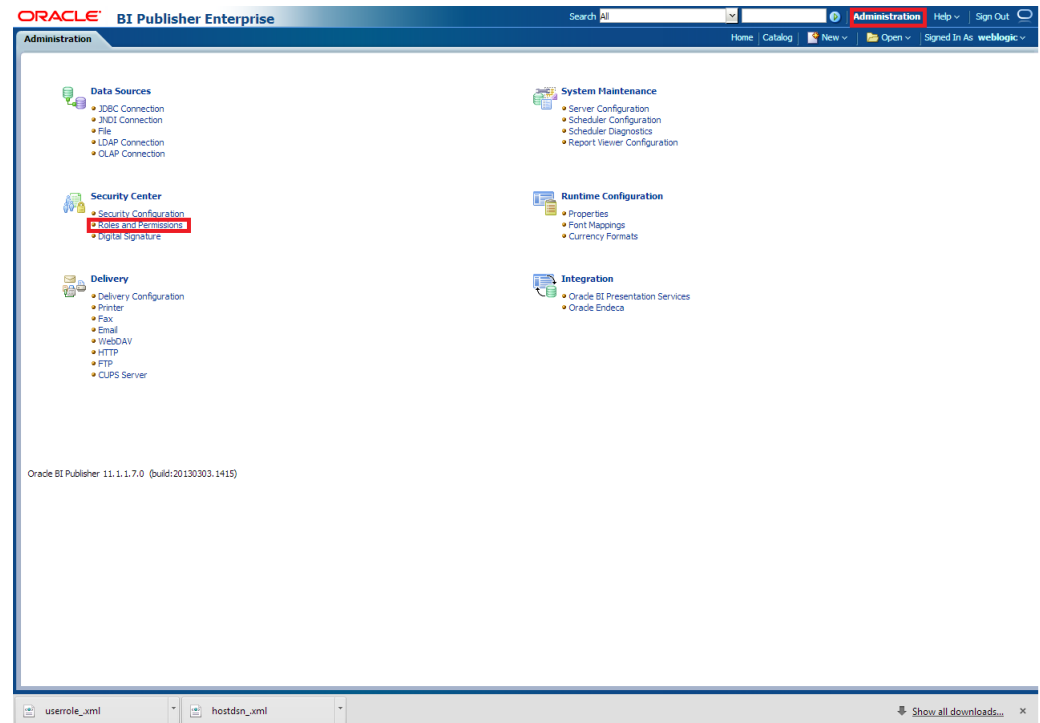 ORACLE BI Publisher Enterprise
Search All Administration Help Sign Out
Administration
Home Catalog New Open Signed In As weblogic
Data Sources
JDBC Connection
JNDI Connection
File
LDAP Connection
OLAP Connection
System Maintenance
Server Configuration
Scheduler Configuration
Scheduler Diagnostics
Report Viewer Configuration
Security Center
Security Configuration
Roles and Permissions
Digital Signature
Runtime Configuration
Properties
Font Mappings
Currency Formats
Delivery
Delivery Configuration
Printer
Fax
Email
WebDAV
HTTP
FTP
CUPS Server
Integration
Oracle BI Presentation Services
Oracle Endeca
Oracle BI Publisher 11.1.1.7.0 (build:20130303.1415)
userrole_.xml hostdsn_.xml Show all downloads...